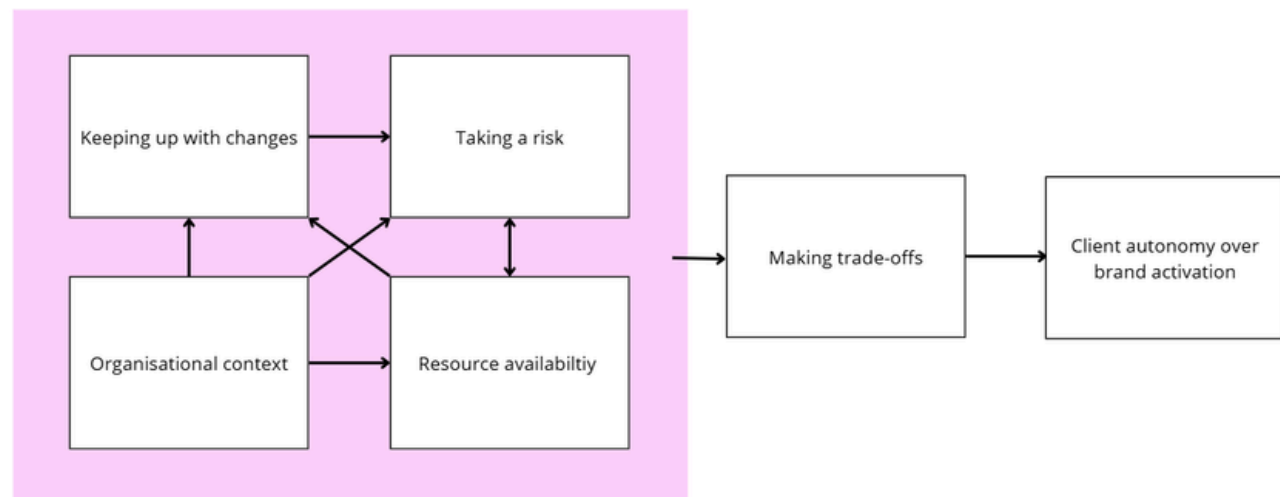 Keeping up with changes
Taking a risk
Organisational context
Resource availabiltiy
Making trade-offs
Client autonomy over
brand activation